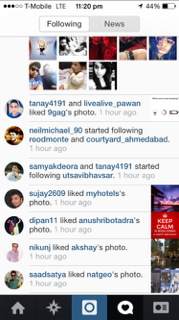 T-Mobile LTE 11:20 pm 44%
Following News
tanay4191 and livealive_pawan
liked 9gag's photo. 1 hour ago
neilmichael_90 started following
roodmonte and courtyard_ahmedabad.
1 hour ago
samyakdeora and tanay4191 started
following utsavibhavsar. 1 hour ago
sujay2609 liked myhotels's
photo. 1 hour ago
dipan11 liked anushribotadra's
photo. 1 hour ago
KEEP
CALM
nikunj liked akshay's photo.
1 hour ago
saadsatya liked natgeo's photo.
1 hour ago